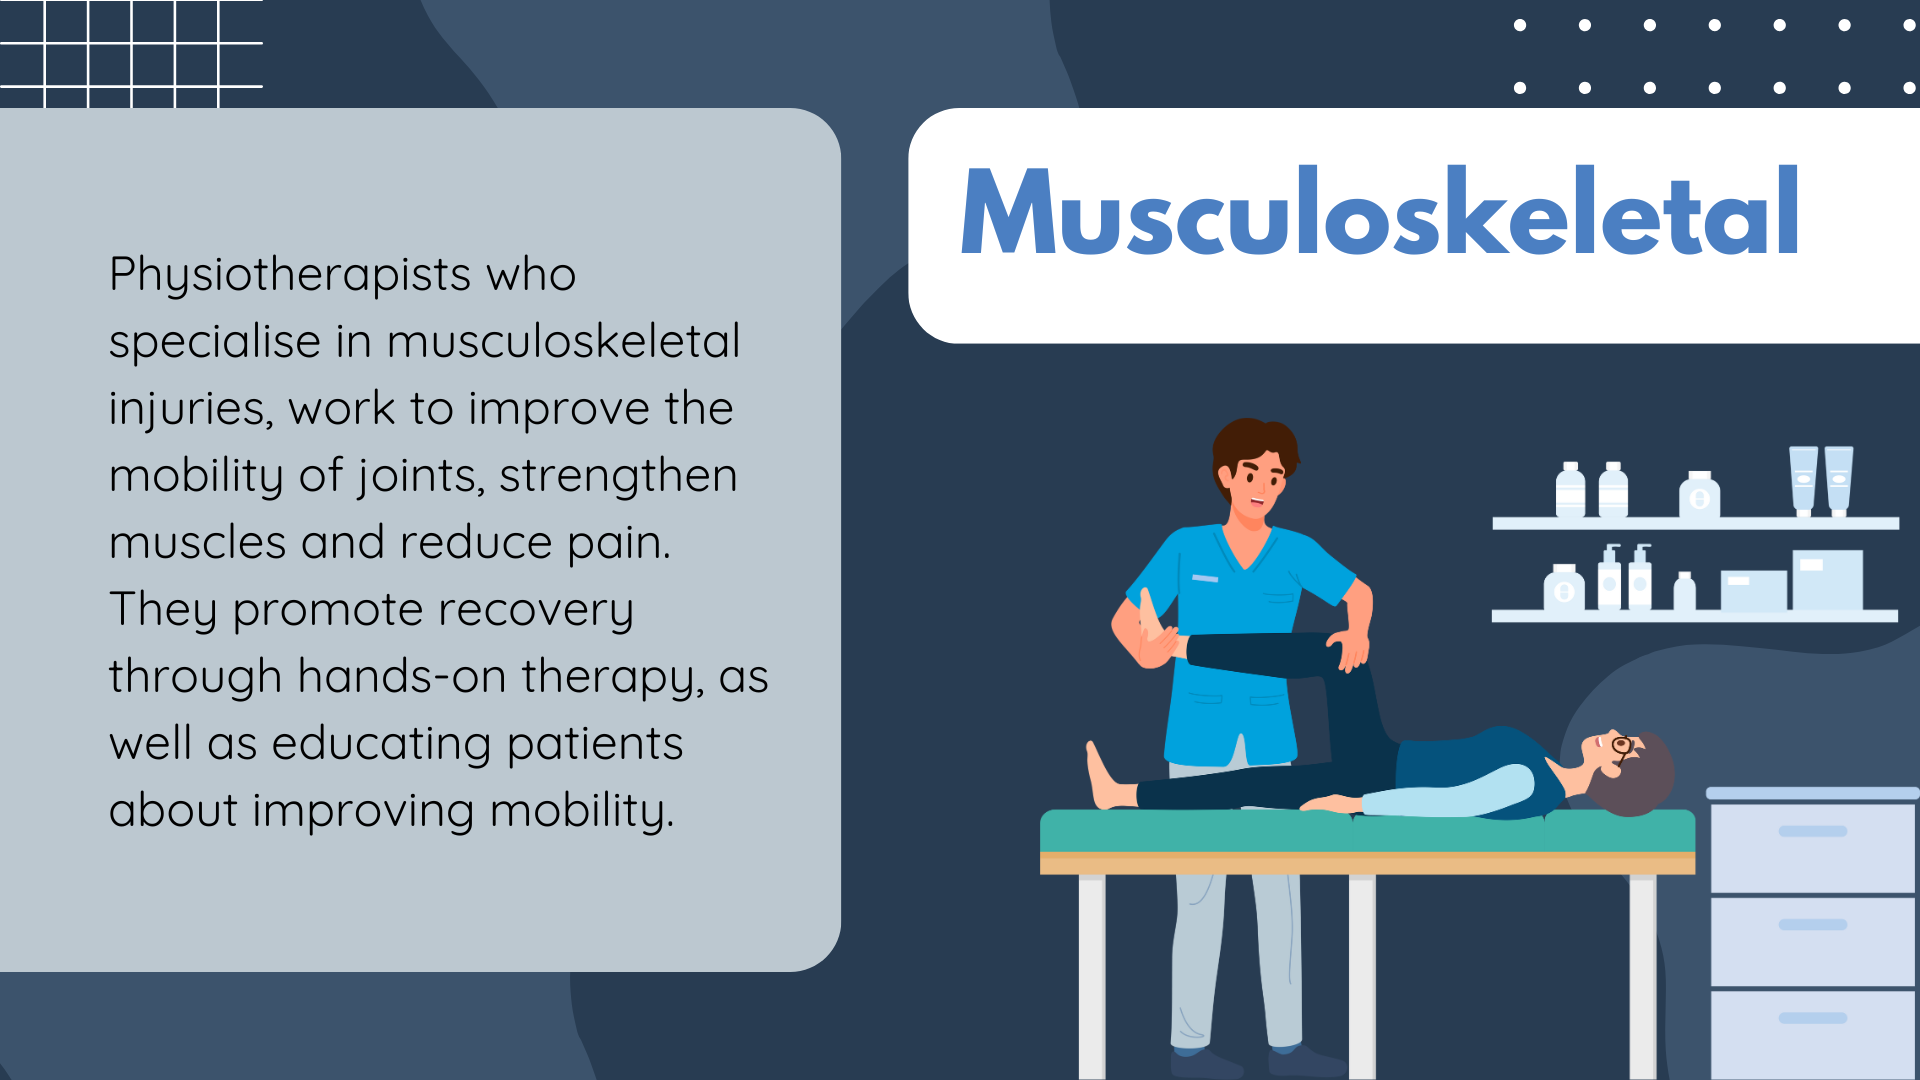 Musculoskeletal
Physiotherapists who
specialise in musculoskeletal
injuries, work to improve the
mobility of joints, strengthen
muscles and reduce pain.
They promote recovery
through hands-on therapy, as
well as educating patients
about improving mobility.